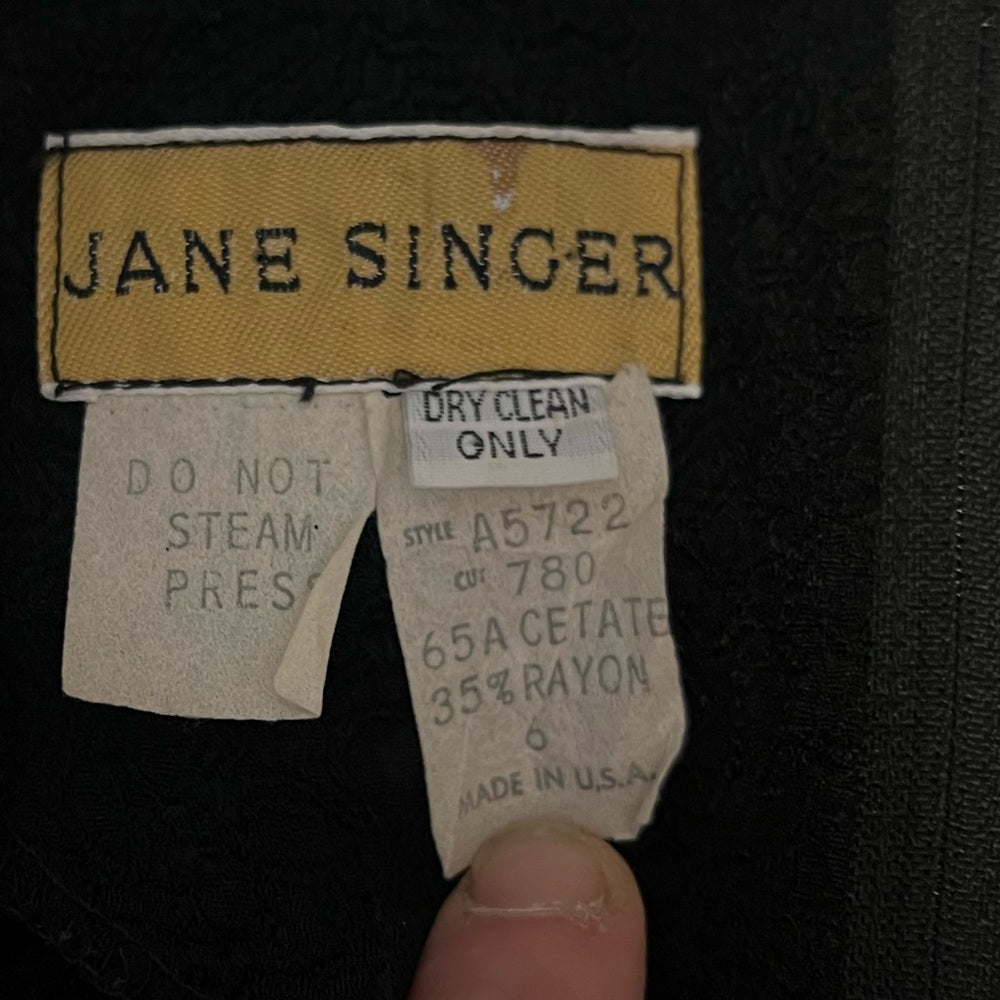 JANE SINGER
DO NOT
STEAM
PRESS
DRY CLEAN
ONLY
STYLE A5722
CUT 780
65A CETATE
35% RAYON
6
MADE IN U.S.A.